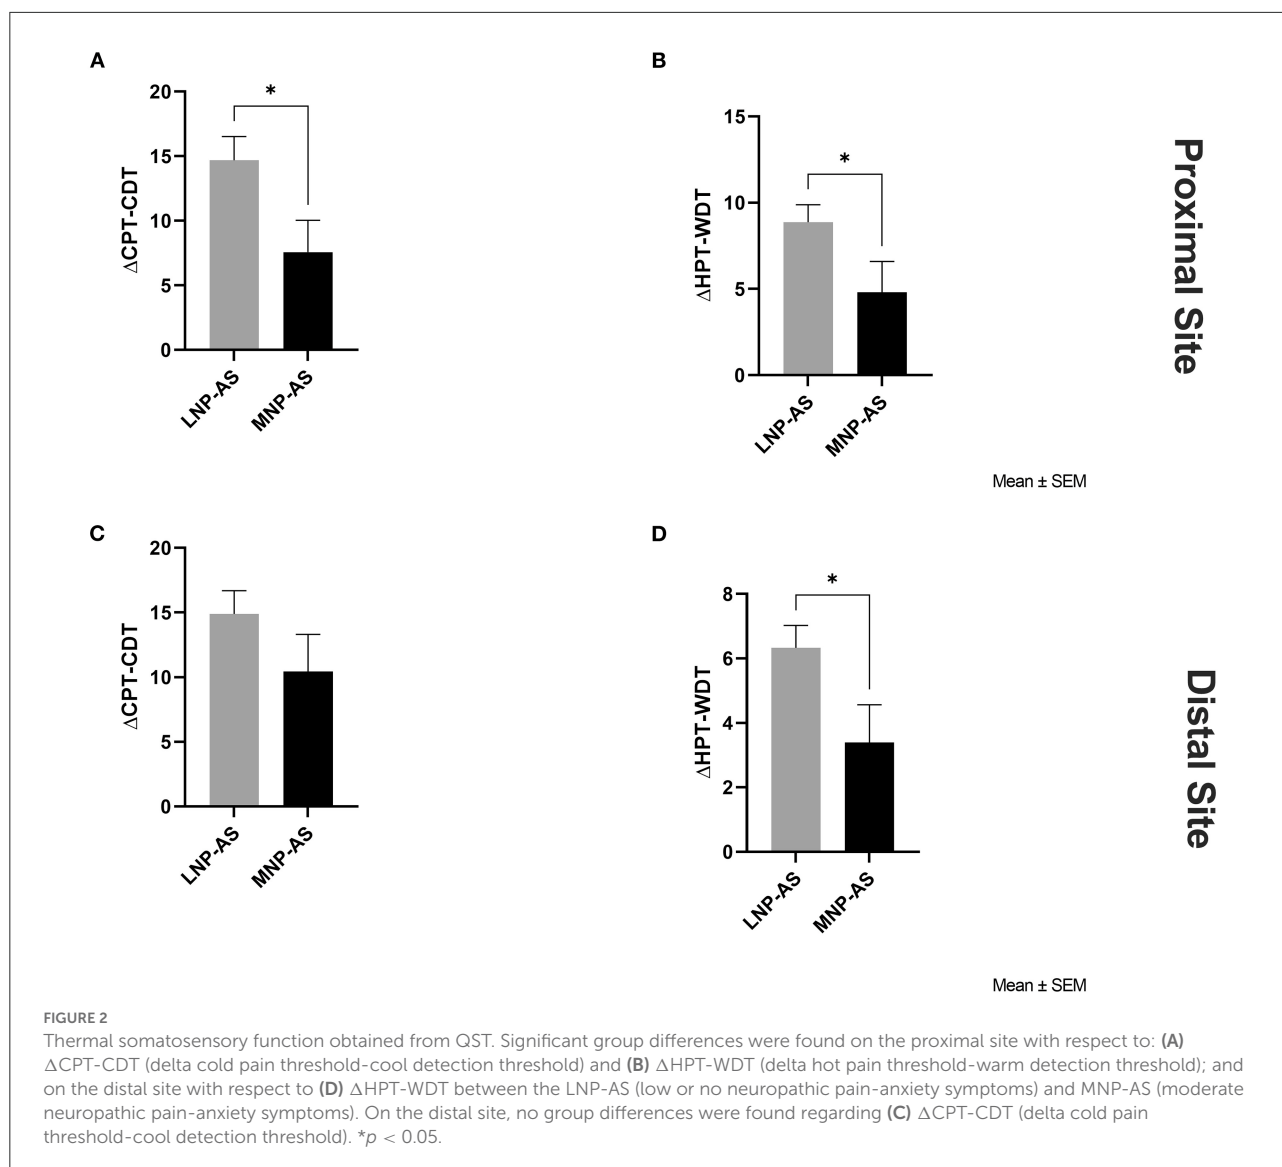 A
20
15
10
5
0
ΔCPT-CDT
*
LNP-AS
MNP-AS
B
15
10
5
0
ΔHPT-WDT
*
LNP-AS
MNP-AS
Proximal Site
Mean ± SEM
C
20
15
10
5
0
ΔCPT-CDT
LNP-AS
MNP-AS
D
8
6
4
2
0
ΔHPT-WDT
*
LNP-AS
MNP-AS
Distal Site
Mean ± SEM
FIGURE 2
Thermal somatosensory function obtained from QST. Significant group differences were found on the proximal site with respect to: (A)
ΔCPT-CDT (delta cold pain threshold-cool detection threshold) and (B) ΔHPT-WDT (delta hot pain threshold-warm detection threshold); and
on the distal site with respect to (D) ΔHPT-WDT between the LNP-AS (low or no neuropathic pain-anxiety symptoms) and MNP-AS (moderate
neuropathic pain-anxiety symptoms). On the distal site, no group differences were found regarding (C) ΔCPT-CDT (delta cold pain
threshold-cool detection threshold). *p < 0.05.